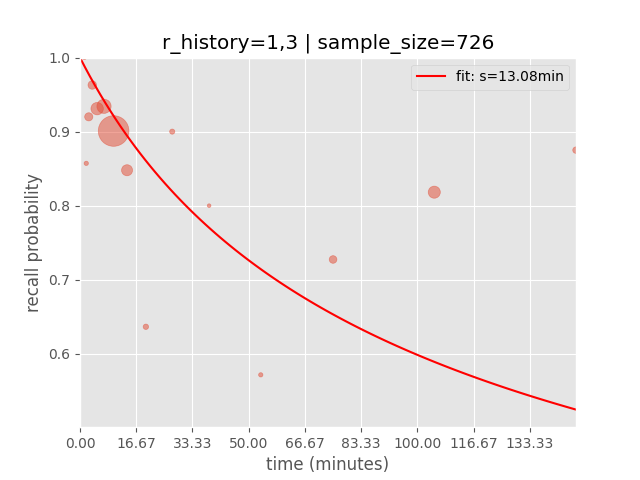 r_history=1,3 | sample_size=726
fit: s=13.08min
recall probability
1.0
0.9
0.8
0.7
0.6
0.00 16.67 33.33 50.00 66.67 83.33 100.00 116.67 133.33
time (minutes)